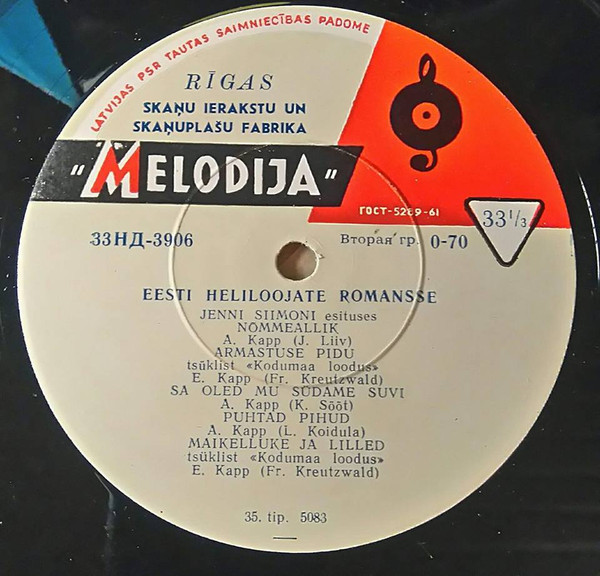 LATVIJAS PSR TAUTAS SAIMNIECĪBAS PADOME
RĪGAS
SKAŅU IERAKSTU UN
SKAŅUPLAŠU FABRIKA
"MELODIJA"
ГОСТ-5289-61
33 1/3
33НД-3906
Вторая гр. 0-70
EESTI HELILOOJATE ROMANSSE
JENNI SIIMONI esituses
NÕMMEALLIK
A. Kapp (J. Liiv)
ARMASTUSE PIDU
tsüklist «Kodumaa loodus»
E. Kapp (Fr. Kreutzwald)
SA OLED MU SÜDAME SUVI
A. Kapp (K. Sööt)
PUHTAD PIHUD
A. Kapp (L. Koidula)
MAIKELLUKE JA LILLED
tsüklist «Kodumaa loodus»
E. Kapp (Fr. Kreutzwald)
35. tip. 5083